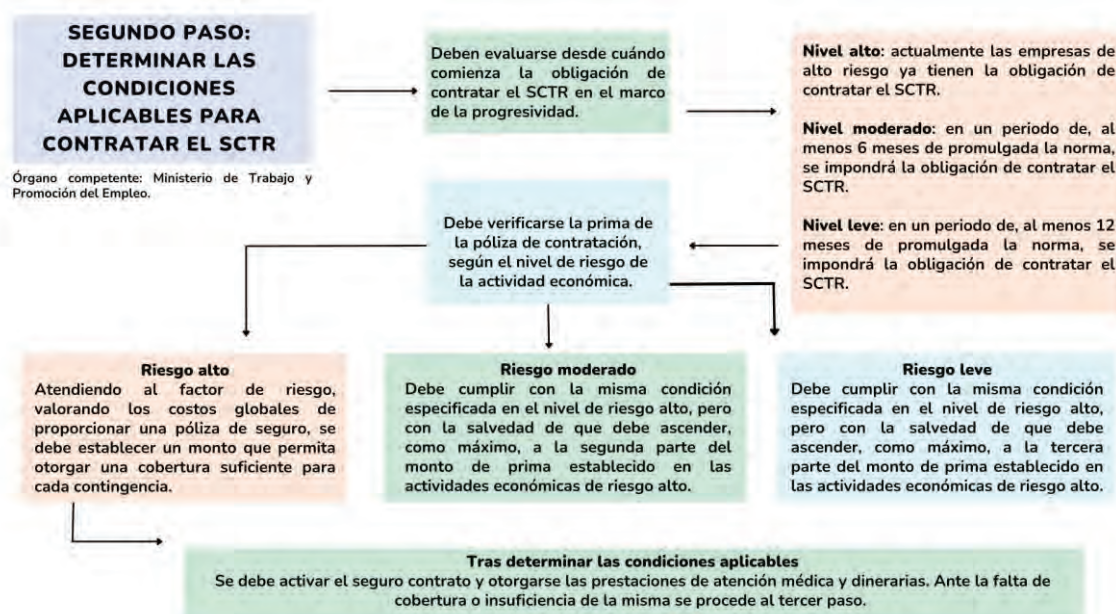 SEGUNDO PASO:
DETERMINAR LAS
CONDICIONES
APLICABLES PARA
CONTRATAR EL SCTR
Órgano competente: Ministerio de Trabajo y
Promoción del Empleo.
Deben evaluarse desde cuándo
comienza la obligación de
contratar el SCTR en el marco
de la progresividad.
Nivel alto: actualmente las empresas de
alto riesgo ya tienen la obligación de
contratar el SCTR.
Nivel moderado: en un periodo de, al
menos 6 meses de promulgada la norma,
se impondrá la obligación de contratar el
SCTR.
Nivel leve: en un periodo de, al menos 12
meses de promulgada la norma, se
impondrá la obligación de contratar el
SCTR.
Debe verificarse la prima de
la póliza de contratación,
según el nivel de riesgo de
la actividad económica.
Riesgo alto
Atendiendo al factor de riesgo,
valorando los costos globales de
proporcionar una póliza de seguro, se
debe establecer un monto que permita
otorgar una cobertura suficiente para
cada contingencia.
Riesgo moderado
Debe cumplir con la misma condición
especificada en el nivel de riesgo alto, pero
con la salvedad de que debe ascender,
como máximo, a la segunda parte del
monto de prima establecido en las
actividades económicas de riesgo alto.
Riesgo leve
Debe cumplir con la misma condición
especificada en el nivel de riesgo alto,
pero con la salvedad de que debe
ascender, como máximo, a la tercera
parte del monto de prima establecido en
las actividades económicas de riesgo alto.
Tras determinar las condiciones aplicables
Se debe activar el seguro contrato y otorgarse las prestaciones de atención médica y dinerarias. Ante la falta de
cobertura o insuficiencia de la misma se procede al tercer paso.